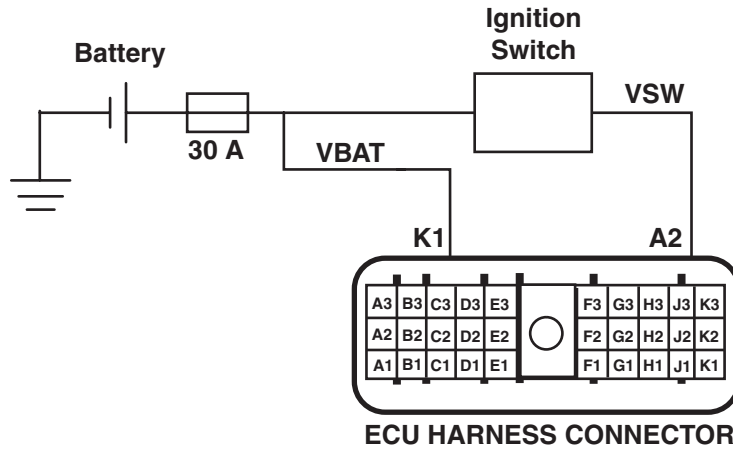 Ignition
Switch
Battery
VSW
30 A
VBAT
K1
A2
A3 B3 C3 D3 E3 F3 G3 H3 J3 K3
A2 B2 C2 D2 E2 F2 G2 H2 J2 K2
A1 B1 C1 D1 E1 F1 G1 H1 J1 K1
ECU HARNESS CONNECTOR